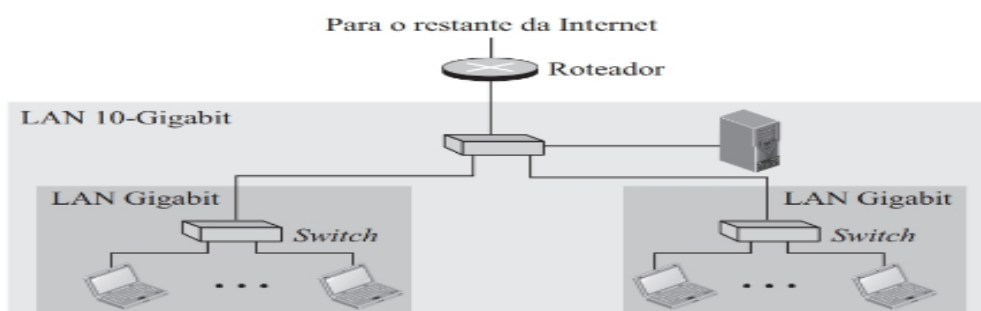 Para o restante da Internet
Roteador
LAN 10-Gigabit
LAN Gigabit
LAN Gigabit
Switch
Switch